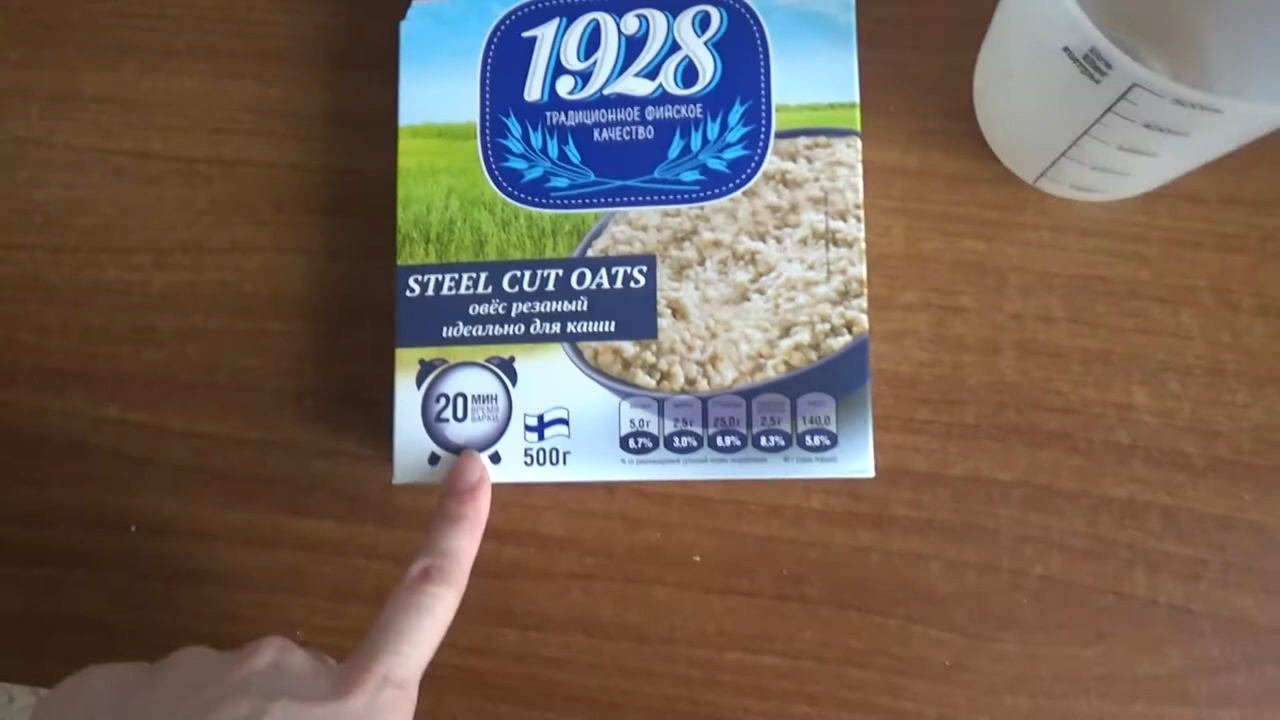 1928
ТРАДИЦИОННОЕ ФИНСКОЕ
КАЧЕСТВО
STEEL CUT OATS
овёс резаный
идеально для каши
20 МИН
ВРЕМЯ
ВАРКИ
500г
5,0г 2,5г 25,0г 2,5г 140,0
6,7% 3,0% 6,9% 8,3% 5,6%